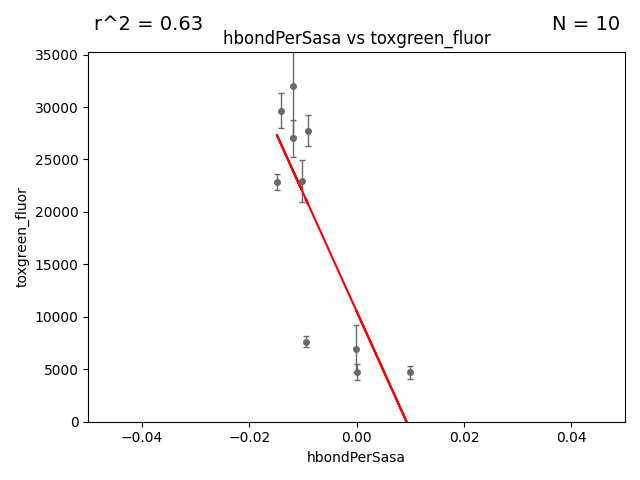 r^2 = 0.63
N = 10
hbondPerSasa vs toxgreen_fluor
35000
30000
25000
20000
15000
10000
5000
0
toxgreen_fluor
−0.04
−0.02
0.00
0.02
0.04
hbondPerSasa